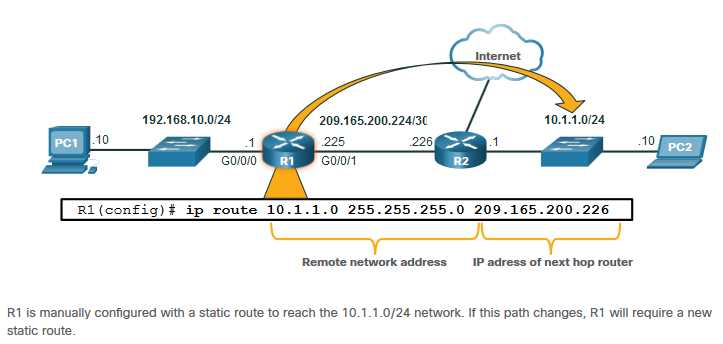 Internet
192.168.10.0/24
209.165.200.224/30
10.1.1.0/24
PC1
.10
.1
G0/0/0
R1
.225
G0/0/1
.226
R2
.1
.10
PC2
R1(config)# ip route 10.1.1.0 255.255.255.0 209.165.200.226
Remote network address
IP adress of next hop router
R1 is manually configured with a static route to reach the 10.1.1.0/24 network. If this path changes, R1 will require a new
static route.